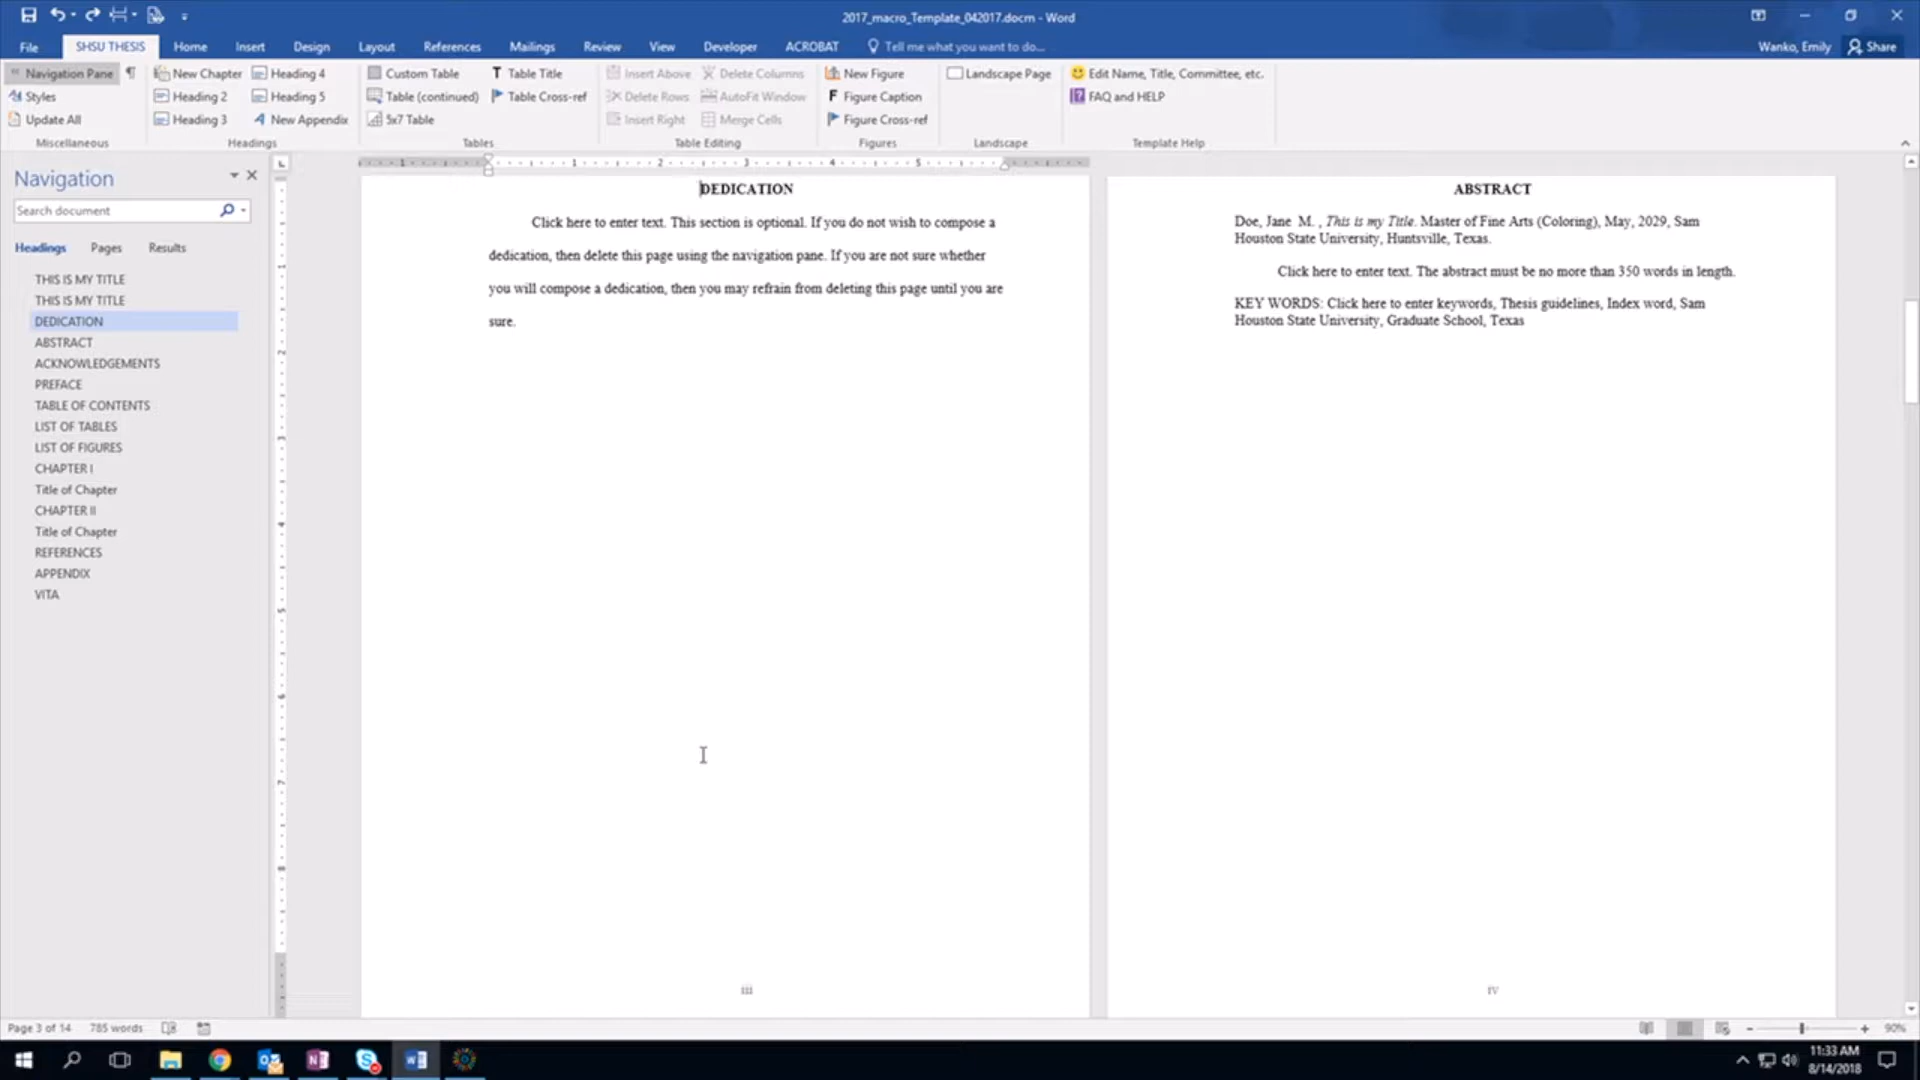 2017_macro_Template_042017.docm - Word
File SHSU THESIS Home Insert Design Layout References Mailings Review View Developer ACROBAT Tell me what you want to do... Wanko, Emily Share
Navigation Pane ¶ New Chapter Heading 4 Custom Table T Table Title Insert Above Delete Columns New Figure Landscape Page Edit Name, Title, Committee, etc.
Styles Heading 2 Heading 5 Table (continued) Table Cross-ref Delete Rows AutoFit Window F Figure Caption FAQ and HELP
Update All Heading 3 New Appendix 5x7 Table Insert Right Merge Cells Figure Cross-ref
Miscellaneous Headings Tables Table Editing Figures Landscape Template Help
1 1 2 3 4 5
Navigation
Search document
Headings Pages Results
THIS IS MY TITLE
THIS IS MY TITLE
DEDICATION
ABSTRACT
ACKNOWLEDGEMENTS
PREFACE
TABLE OF CONTENTS
LIST OF TABLES
LIST OF FIGURES
CHAPTER I
Title of Chapter
CHAPTER II
Title of Chapter
REFERENCES
APPENDIX
VITA
DEDICATION
Click here to enter text. This section is optional. If you do not wish to compose a
dedication, then delete this page using the navigation pane. If you are not sure whether
you will compose a dedication, then you may refrain from deleting this page until you are
sure.
iii
ABSTRACT
Doe, Jane M. , This is my Title. Master of Fine Arts (Coloring), May, 2029, Sam
Houston State University, Huntsville, Texas.
Click here to enter text. The abstract must be no more than 350 words in length.
KEY WORDS: Click here to enter keywords, Thesis guidelines, Index word, Sam
Houston State University, Graduate School, Texas
iv
Page 3 of 14 785 words 90%
11:33 AM
8/14/2018